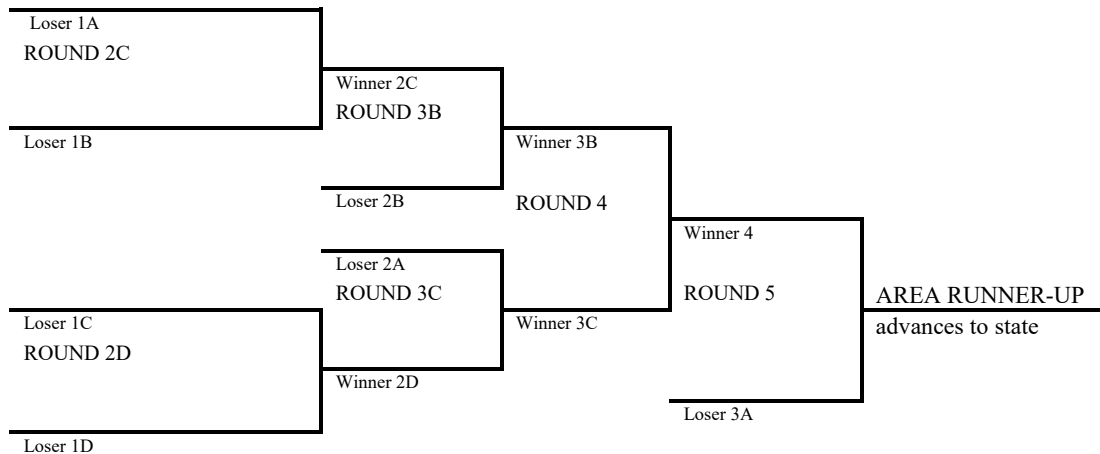 Loser 1A
ROUND 2C
Winner 2C
ROUND 3B
Loser 1B
Winner 3B
Loser 2B
ROUND 4
Winner 4
Loser 2A
ROUND 3C
ROUND 5
AREA RUNNER-UP
advances to state
Loser 1C
Winner 3C
ROUND 2D
Winner 2D
Loser 3A
Loser 1D